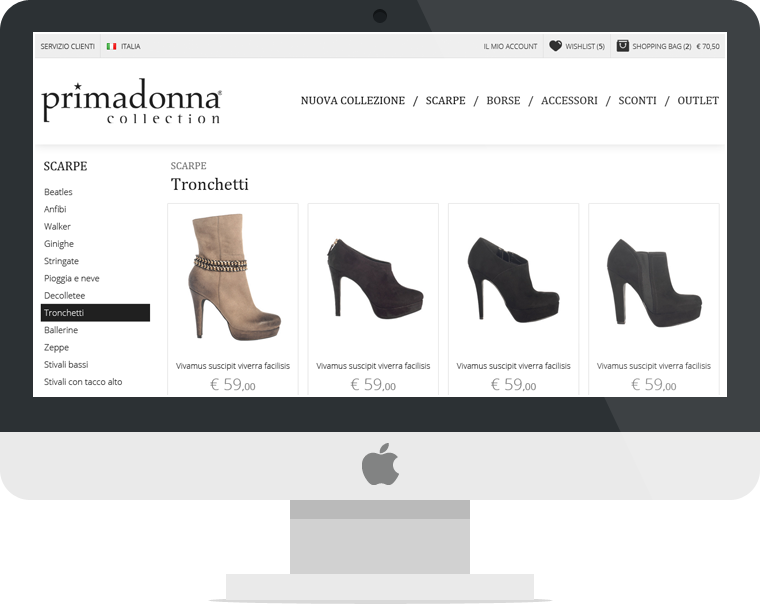 SERVIZIO CLIENTI ITALIA IL MIO ACCOUNT WISHLIST (5) SHOPPING BAG (2) € 70,50
primadonna®
collection
NUOVA COLLEZIONE / SCARPE / BORSE / ACCESSORI / SCONTI / OUTLET
SCARPE
Beatles
Anfibi
Walker
Ginighe
Stringate
Pioggia e neve
Decolletee
Tronchetti
Ballerine
Zeppe
Stivali bassi
Stivali con tacco alto
SCARPE
Tronchetti
Vivamus suscipit viverra facilisis
€ 59,00
Vivamus suscipit viverra facilisis
€ 59,00
Vivamus suscipit viverra facilisis
€ 59,00
Vivamus suscipit viverra facilisis
€ 59,00